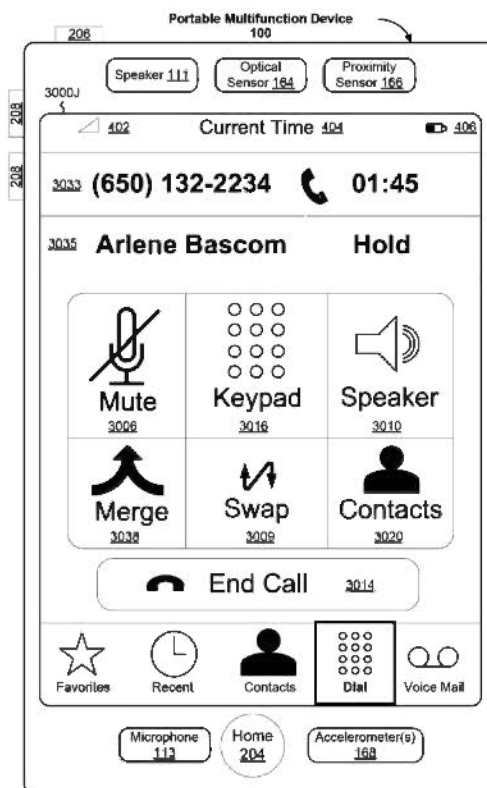 Portable Multifunction Device
100
206
Speaker 111
Optical
Sensor 164
Proximity
Sensor 166
3000J
208
402 Current Time 404 406
208
3033 (650) 132-2234 01:45
3035 Arlene Bascom Hold
Mute Keypad Speaker
3006 3016 3010
Merge Swap Contacts
3038 3009 3020
End Call 3014
Favorites Recent Contacts Dial Voice Mail
Microphone
113
Home
204
Accelerometer(s)
168